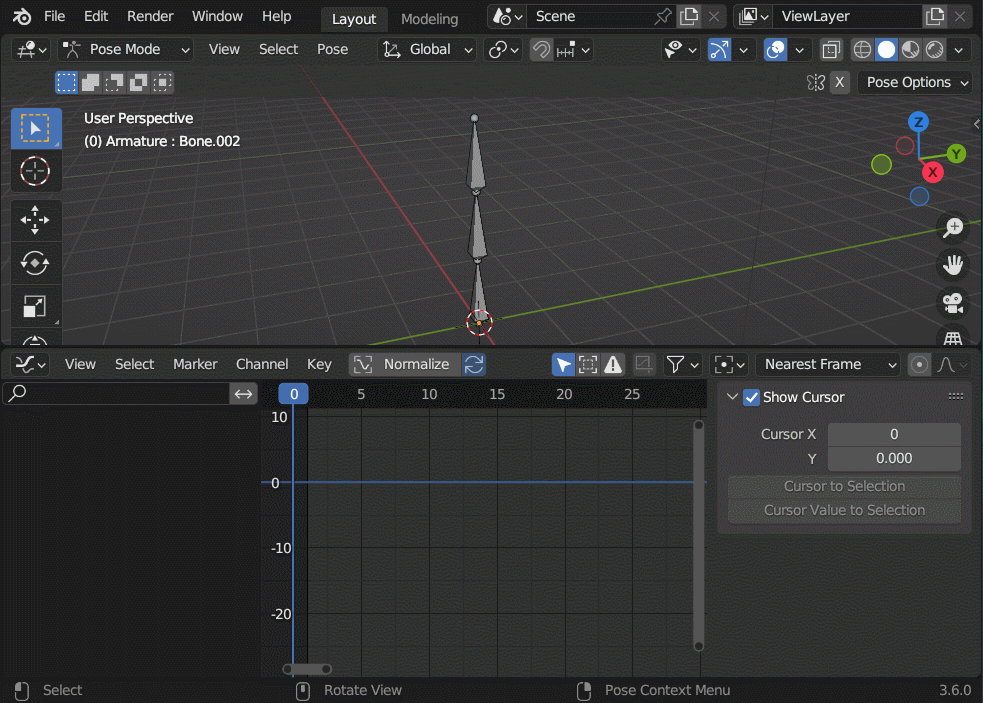 File Edit Render Window Help Layout Modeling Scene ViewLayer
Pose Mode View Select Pose Global
X Pose Options
User Perspective
(0) Armature : Bone.002
Z
Y
X
View Select Marker Channel Key Normalize Nearest Frame
0 5 10 15 20 25
10
0
-10
-20
Show Cursor
Cursor X 0
Y 0.000
Cursor to Selection
Cursor Value to Selection
Select Rotate View Pose Context Menu 3.6.0